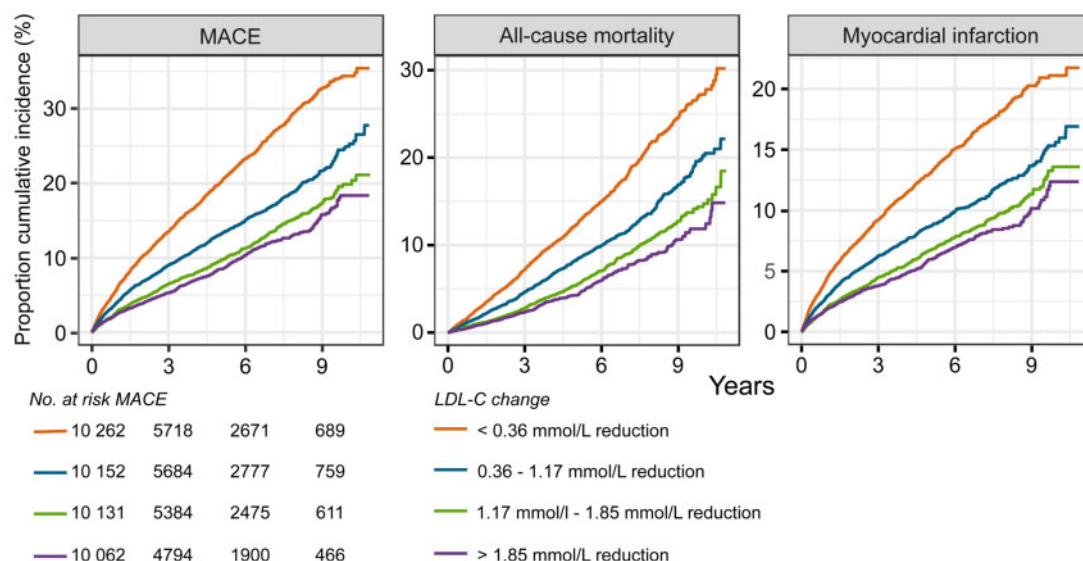 MACE
All-cause mortality
Myocardial infarction
Proportion cumulative incidence (%)
30
20
10
0
0 3 6 9
30
20
10
0
0 3 6 9
20
15
10
5
0
0 3 6 9
Years
No. at risk MACE
10 262 5718 2671 689
10 152 5684 2777 759
10 131 5384 2475 611
10 062 4794 1900 466
LDL-C change
< 0.36 mmol/L reduction
0.36 - 1.17 mmol/L reduction
1.17 mmol/l - 1.85 mmol/L reduction
> 1.85 mmol/L reduction